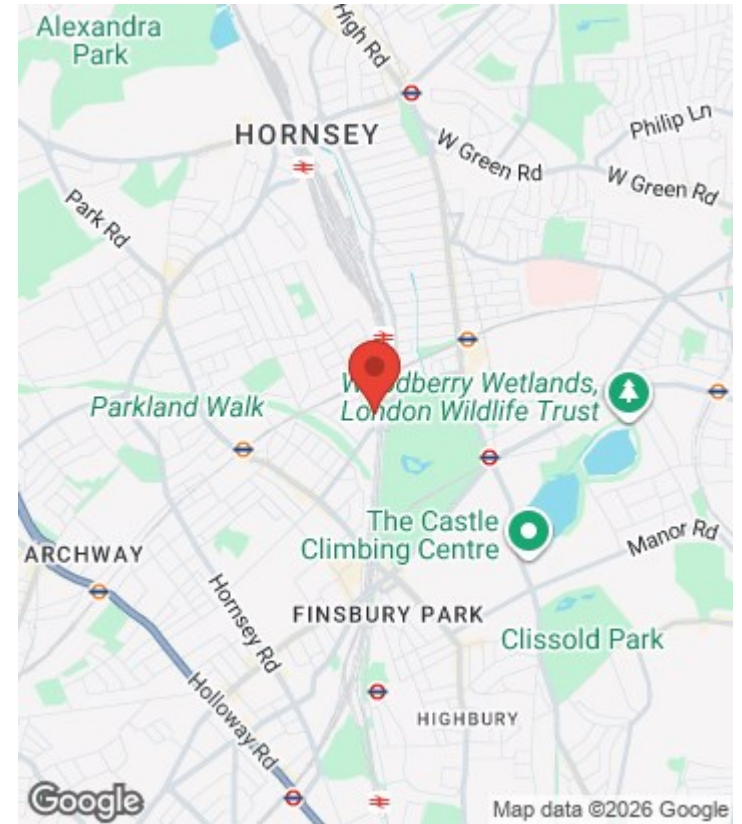 Alexandra
Park
High Rd
HORNSEY
Philip Ln
W Green Rd
W Green Rd
Park Rd
Wetlands,
London Wildlife Trust
Parkland Walk
The Castle
Climbing Centre
Manor Rd
ARCHWAY
Hornsey Rd
FINSBURY PARK
Clissold Park
Holloway Rd
HIGHBURY
Google
Map data ©2026 Google